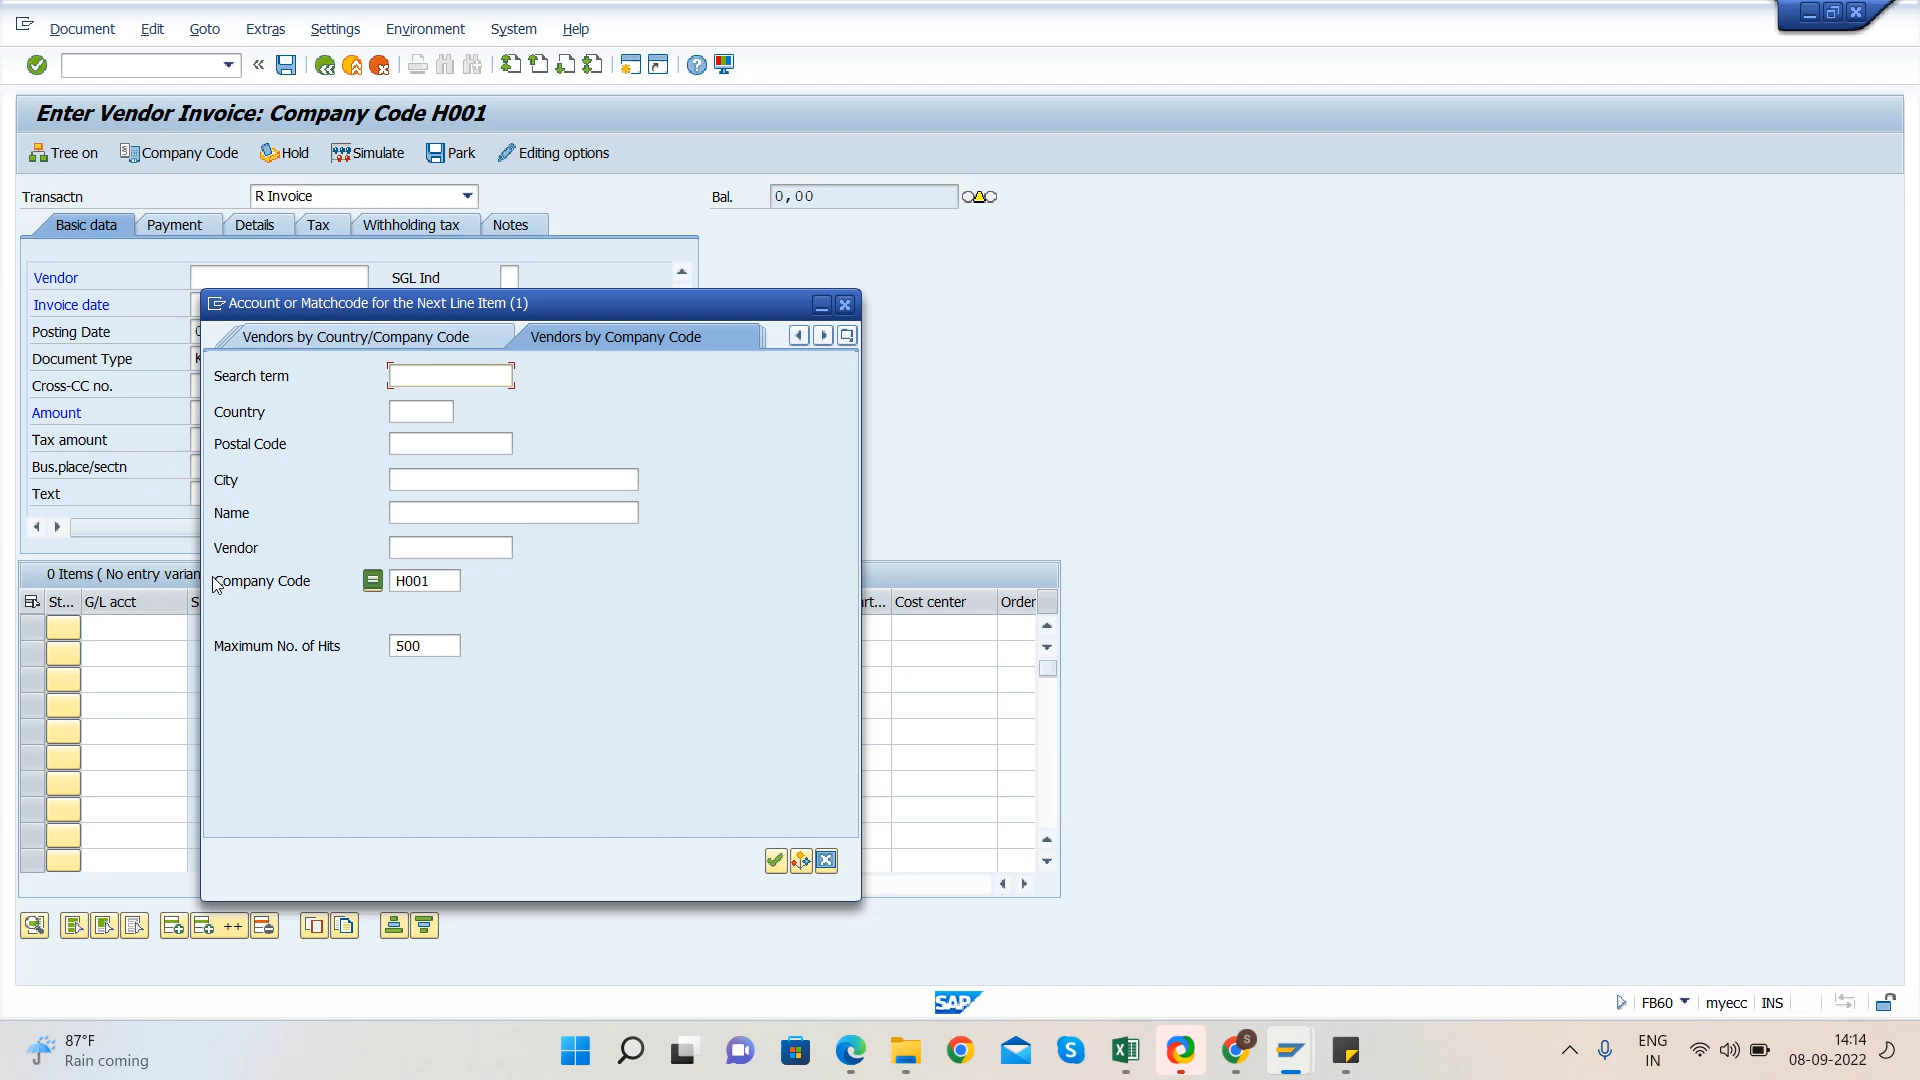 Document Edit Goto Extras Settings Environment System Help
Enter Vendor Invoice: Company Code H001
Tree on Company Code Hold Simulate Park Editing options
Transactn R Invoice Bal. 0,00
Basic data Payment Details Tax Withholding tax Notes
Vendor SGL Ind
Invoice date
Posting Date
Document Type
Cross-CC no.
Amount
Tax amount
Bus.place/sectn
Text
Account or Matchcode for the Next Line Item (1)
Vendors by Country/Company Code Vendors by Company Code
Search term
Country
Postal Code
City
Name
Vendor
Company Code H001
Maximum No. of Hits 500
0 Items ( No entry varian
St... G/L acct S rt... Cost center Order
++
SAP
FB60 myecc INS
87°F
Rain coming
ENG
IN
14:14
08-09-2022